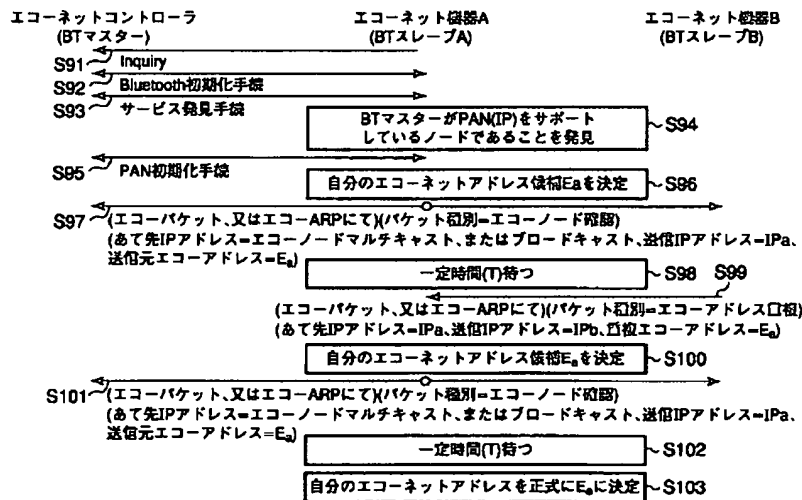 エコーネットコントローラ
(BTマスター)
エコーネット機器A
(BTスレーブA)
エコーネット機器B
(BTスレーブB)
S91
Inquiry
S92
Bluetooth初期化手続
S93
サービス発見手続
BTマスターがPAN(IP)をサポート
しているノードであることを発見
S94
S95
PAN初期化手続
自分のエコーネットアドレス候補Eaを決定
S96
S97
(エコーパケット、又はエコーARPにて)(パケット種別=エコーノード確認)
(あて先IPアドレス=エコーノードマルチキャスト、またはブロードキャスト、送信IPアドレス=IPa、
送信元エコーアドレス=Ea)
一定時間(T)待つ
S98
S99
(エコーパケット、又はエコーARPにて)(パケット種別=エコーアドレス重複)
(あて先IPアドレス=IPa、送信IPアドレス=IPb、重複エコーアドレス=Ea)
自分のエコーネットアドレス候補Eaを決定
S100
S101
(エコーパケット、又はエコーARPにて)(パケット種別=エコーノード確認)
(あて先IPアドレス=エコーノードマルチキャスト、またはブロードキャスト、送信IPアドレス=IPa、
送信元エコーアドレス=Ea)
一定時間(T)待つ
S102
自分のエコーネットアドレスを正式にEaに決定
S103